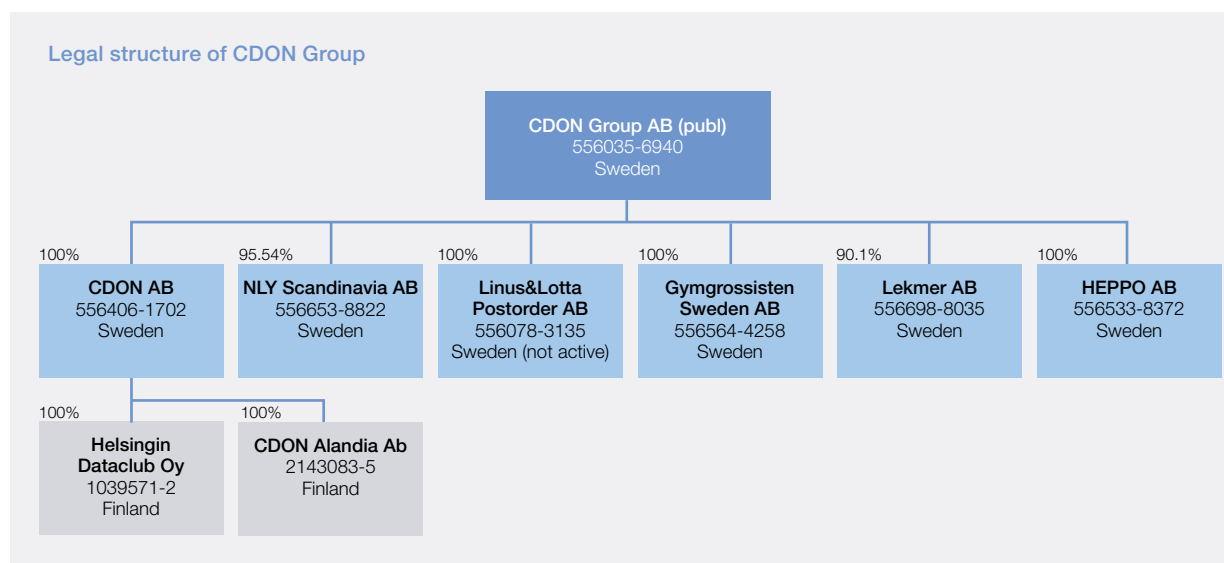 Legal structure of CDON Group
CDON Group AB (publ)
556035-6940
Sweden
100%
CDON AB
556406-1702
Sweden
95.54%
NLY Scandinavia AB
556653-8822
Sweden
100%
Linus&Lotta
Postorder AB
556078-3135
Sweden (not active)
100%
Gymgrossisten
Sweden AB
556564-4258
Sweden
90.1%
Lekmer AB
556698-8035
Sweden
100%
HEPPO AB
556533-8372
Sweden
100%
Helsingin
Dataclub Oy
1039571-2
Finland
100%
CDON Alandia Ab
2143083-5
Finland